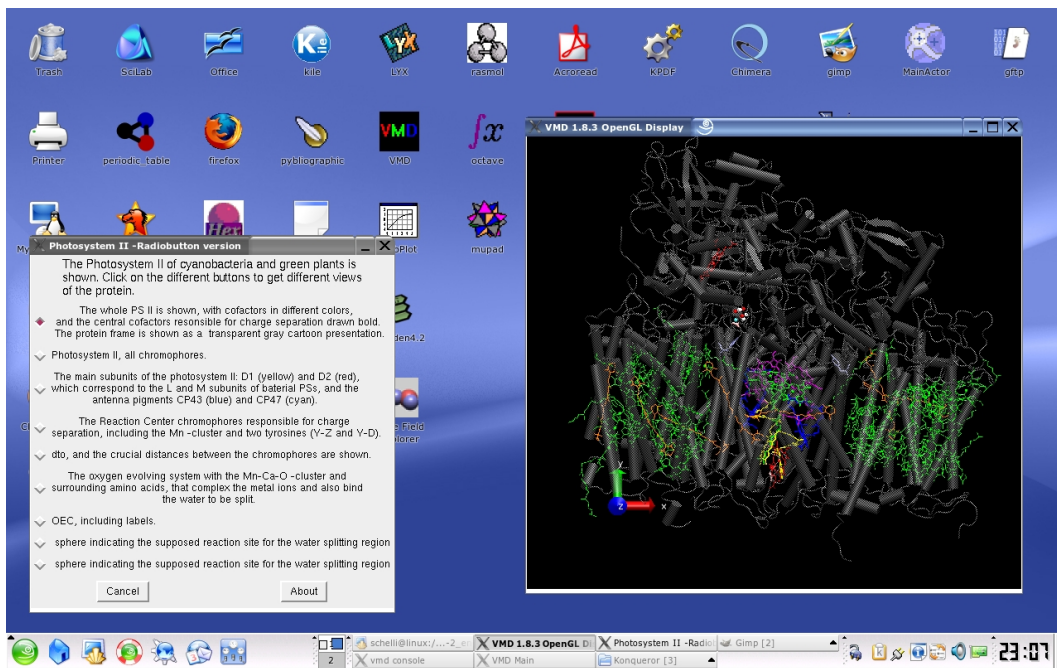 Trash
SciLab
Office
kile
LYX
rasmol
Acroread
KPDF
Chimera
gimp
MainActor
gftp
Printer
periodic_table
firefox
pybliographic
VMD
VMD
octave
mupad
VMD 1.8.3 OpenGL Display
Photosystem II -Radiobutton version
The Photosystem II of cyanobacteria and green plants is
shown. Click on the different buttons to get different views
of the protein.
The whole PS II is shown, with cofactors in different colors,
and the central cofactors resonsible for charge separation drawn bold.
The protein frame is shown as a transparent gray cartoon presentation.
Photosystem II, all chromophores.
The main subunits of the photosystem II: D1 (yellow) and D2 (red),
which correspond to the L and M subunits of baterial PSs, and the
antenna pigments CP43 (blue) and CP47 (cyan).
The Reaction Center chromophores responsible for charge
separation, including the Mn -cluster and two tyrosines (Y-Z and Y-D).
dto, and the crucial distances between the chromophores are shown.
The oxygen evolving system with the Mn-Ca-O -cluster and
surrounding amino acids, that complex the metal ions and also bind
the water to be split.
OEC, including labels.
sphere indicating the supposed reaction site for the water splitting region
sphere indicating the supposed reaction site for the water splitting region
Cancel
About
y
z
x
schelli@linux:/...-2_e
VMD 1.8.3 OpenGL Di
Photosystem II -Radio
Gimp [2]
2
vmd console
VMD Main
Konqueror [3]
23:07